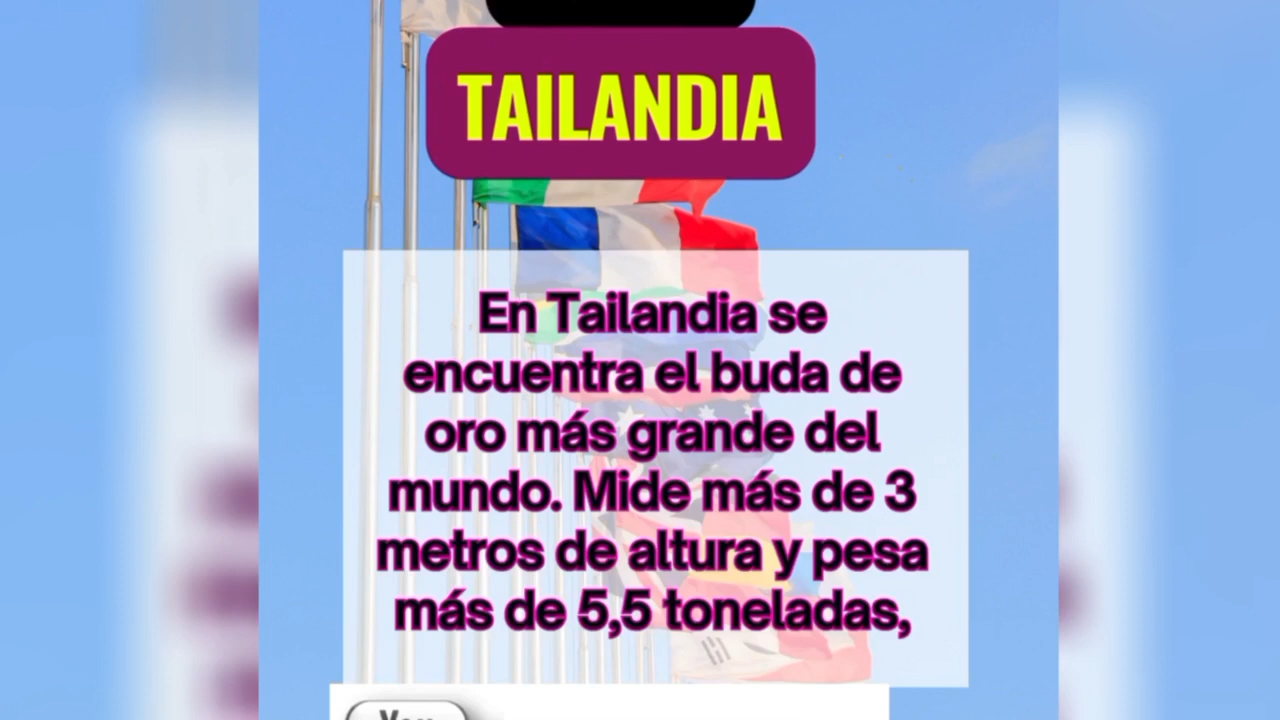 TAILANDIA
En Tailandia se
encuentra el buda de
oro más grande del
mundo. Mide más de 3
metros de altura y pesa
más de 5,5 toneladas,